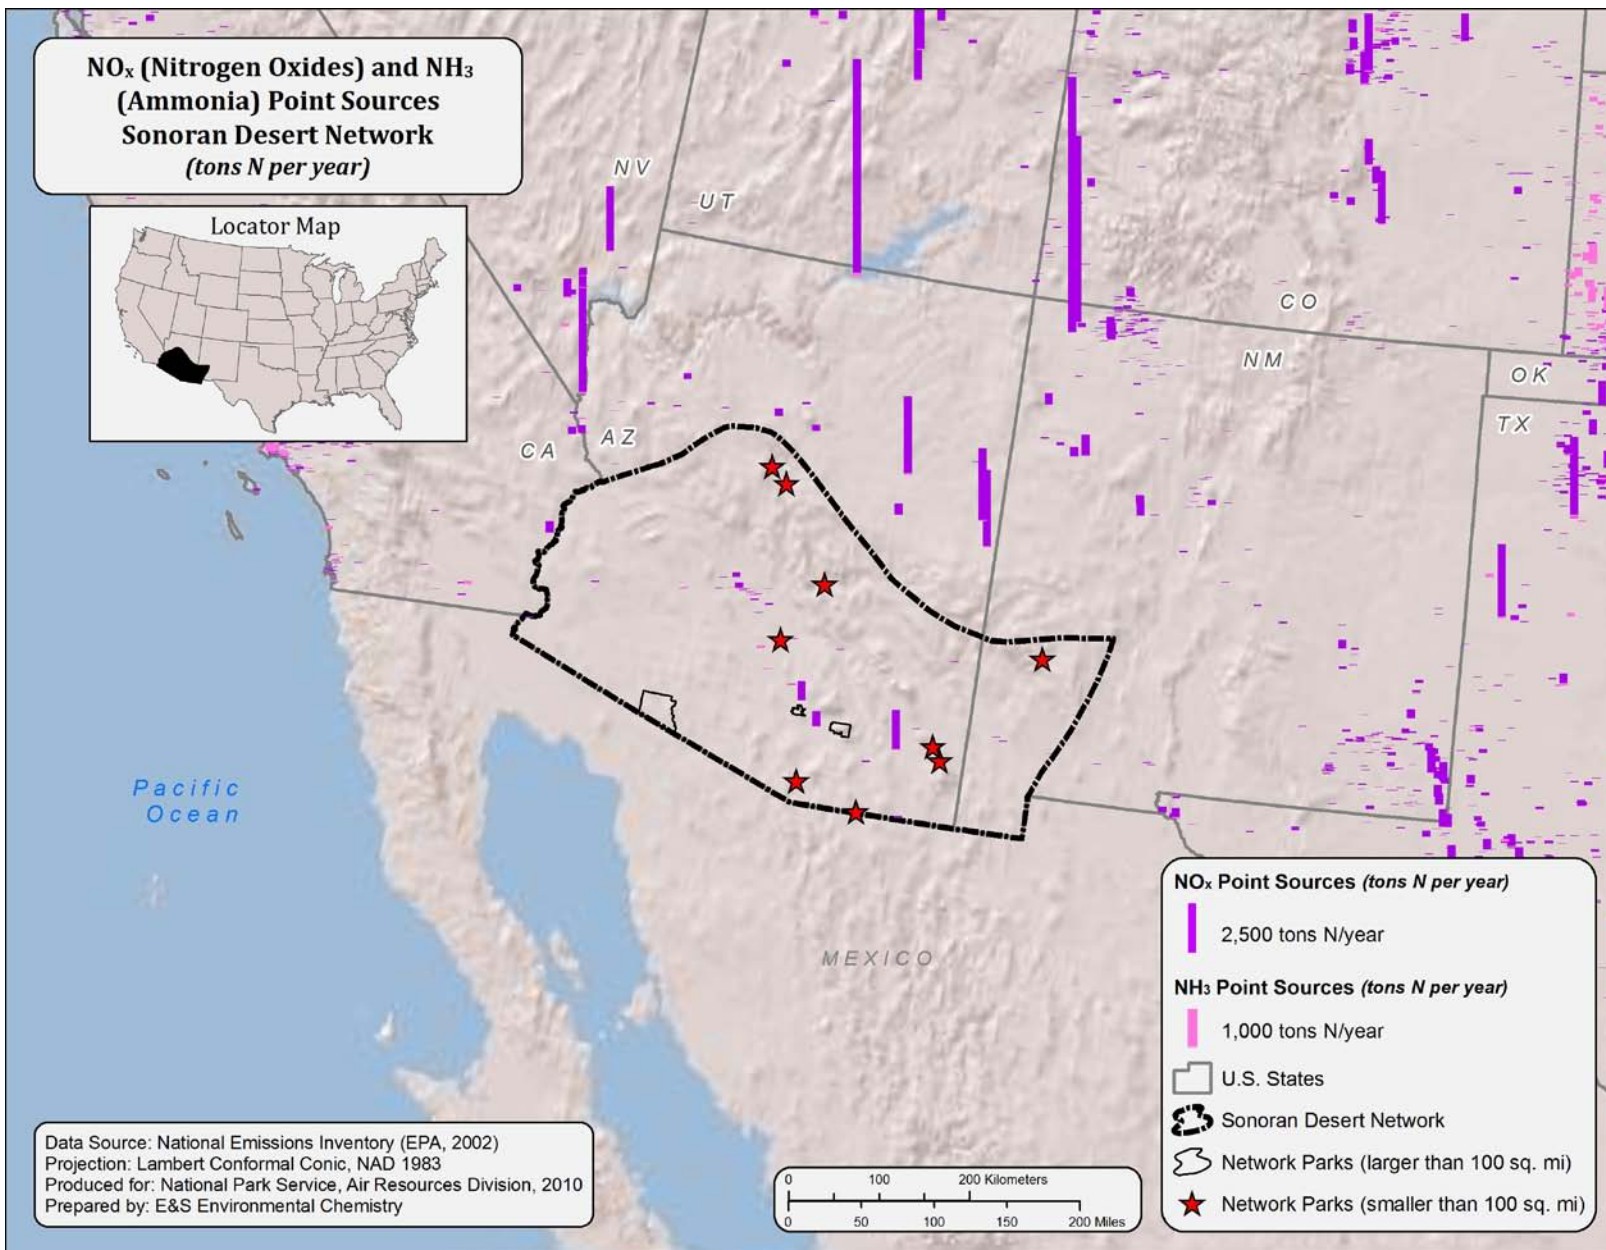 NOx (Nitrogen Oxides) and NH3
(Ammonia) Point Sources
Sonoran Desert Network
(tons N per year)
Locator Map
NV
UT
CO
NM
OK
TX
CA
AZ
Pacific
Ocean
MEXICO
NOx Point Sources (tons N per year)
2,500 tons N/year
NH3 Point Sources (tons N per year)
1,000 tons N/year
U.S. States
Sonoran Desert Network
Network Parks (larger than 100 sq. mi)
Network Parks (smaller than 100 sq. mi)
Data Source: National Emissions Inventory (EPA, 2002)
Projection: Lambert Conformal Conic, NAD 1983
Produced for: National Park Service, Air Resources Division, 2010
Prepared by: E&S Environmental Chemistry
0 100 200 Kilometers
0 50 100 150 200 Miles